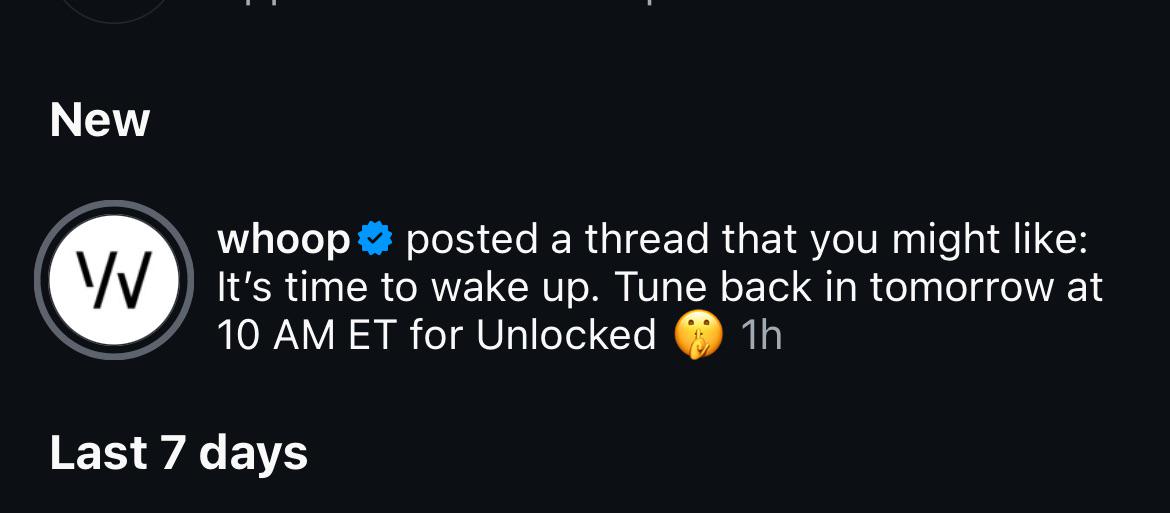 New
whoop posted a thread that you might like:
It’s time to wake up. Tune back in tomorrow at
10 AM ET for Unlocked 🤫 1h
Last 7 days